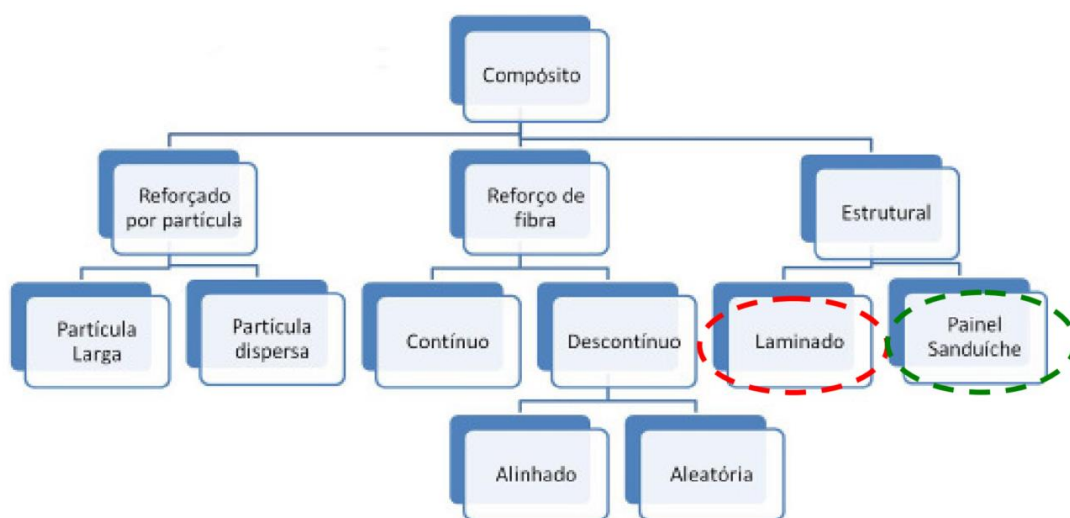 Compósito
Reforçado
por partícula
Reforço de
fibra
Estrutural
Partícula
Larga
Partícula
dispersa
Contínuo
Descontínuo
Laminado
Painel
Sanduíche
Alinhado
Aleatória